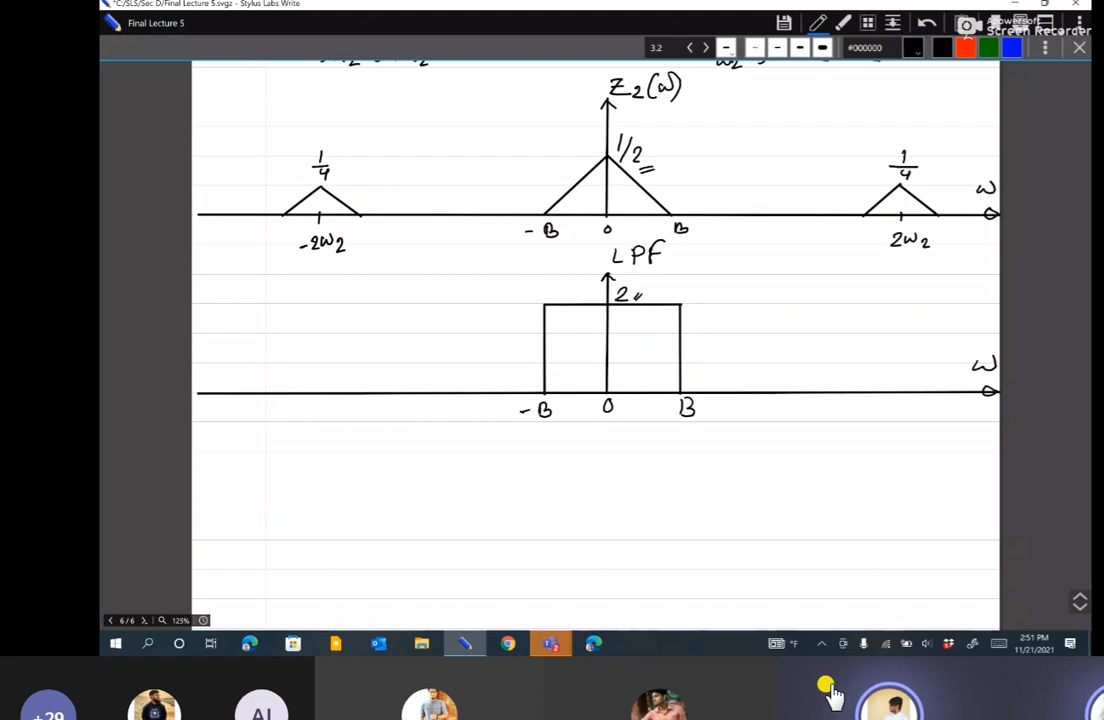 *C:/SLS/Sec D/Final Lecture 5.svgz - Stylus Labs Write
Final Lecture 5
Apowersoft
Screen Recorder
3.2
#000000
Z₂(ω)
1/2
1/4
1/4
ω
-2ω₂
-B
0
B
2ω₂
LPF
2
ω
-B
0
B
6/6
125%
°F
2:51 PM
11/21/2021
+29
AI